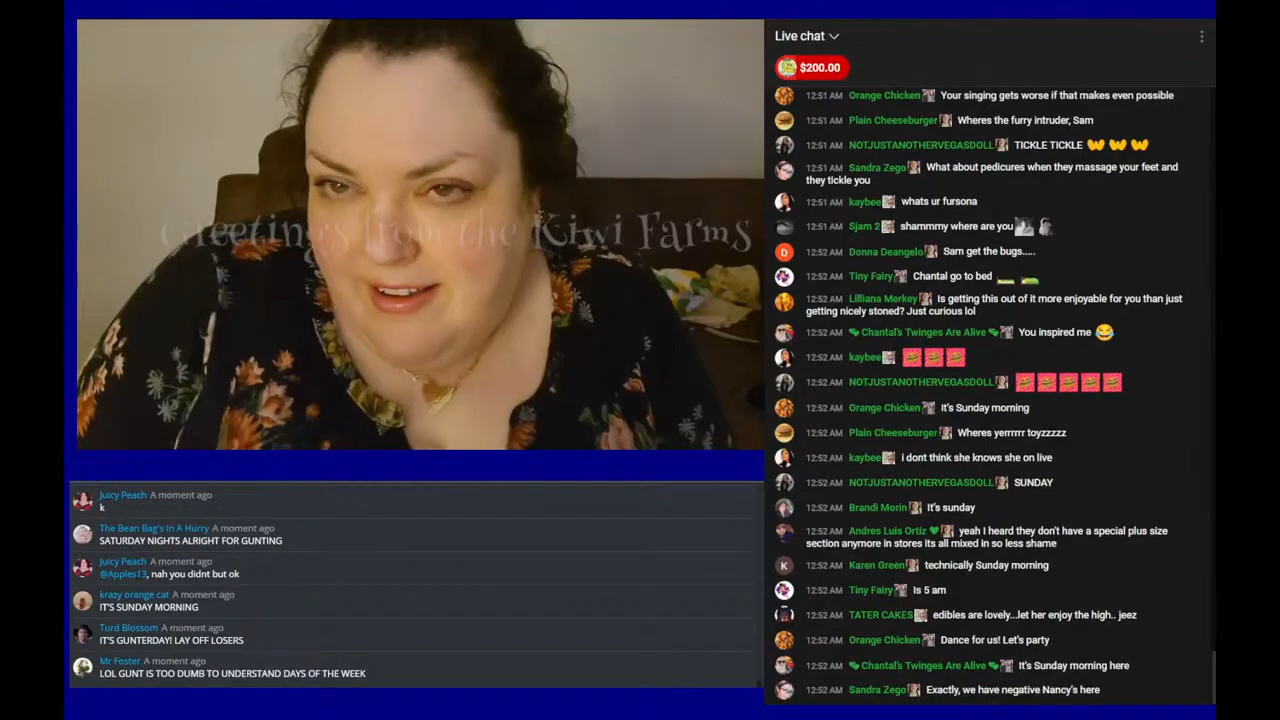 Greetings from the Kiwi Farms
Juicy Peach A moment ago
k
The Bean Bag's In A Hurry A moment ago
SATURDAY NIGHTS ALRIGHT FOR GUNTING
Juicy Peach A moment ago
@Apples13, nah you didnt but ok
krazy orange cat A moment ago
IT'S SUNDAY MORNING
Turd Blossom A moment ago
IT'S GUNTERDAY! LAY OFF LOSERS
Mr Foster A moment ago
LOL GUNT IS TOO DUMB TO UNDERSTAND DAYS OF THE WEEK
Live chat
$200.00
12:51 AM Orange Chicken Your singing gets worse if that makes even possible
12:51 AM Plain Cheeseburger Wheres the furry intruder, Sam
12:51 AM NOTJUSTANOTHERVEGASDOLL TICKLE TICKLE
12:51 AM Sandra Zego What about pedicures when they massage your feet and
they tickle you
12:51 AM kaybee whats ur fursona
12:51 AM Sjam 2 shammmy where are you
12:52 AM Donna Deangelo Sam get the bugs.....
12:52 AM Tiny Fairy Chantal go to bed
12:52 AM Lilliana Merkey Is getting this out of it more enjoyable for you than just
getting nicely stoned? Just curious lol
12:52 AM Chantal's Twinges Are Alive You inspired me
12:52 AM kaybee
12:52 AM NOTJUSTANOTHERVEGASDOLL
12:52 AM Orange Chicken It's Sunday morning
12:52 AM Plain Cheeseburger Wheres yerrrrrr toyzzzzz
12:52 AM kaybee i dont think she knows she on live
12:52 AM NOTJUSTANOTHERVEGASDOLL SUNDAY
12:52 AM Brandi Morin It's sunday
12:52 AM Andres Luis Ortiz yeah I heard they don't have a special plus size
section anymore in stores its all mixed in so less shame
K
12:52 AM Karen Green technically Sunday morning
12:52 AM Tiny Fairy Is 5 am
12:52 AM TATER CAKES edibles are lovely...let her enjoy the high.. jeez
12:52 AM Orange Chicken Dance for us! Let's party
12:52 AM Chantal's Twinges Are Alive It's Sunday morning here
12:52 AM Sandra Zego Exactly, we have negative Nancy's here